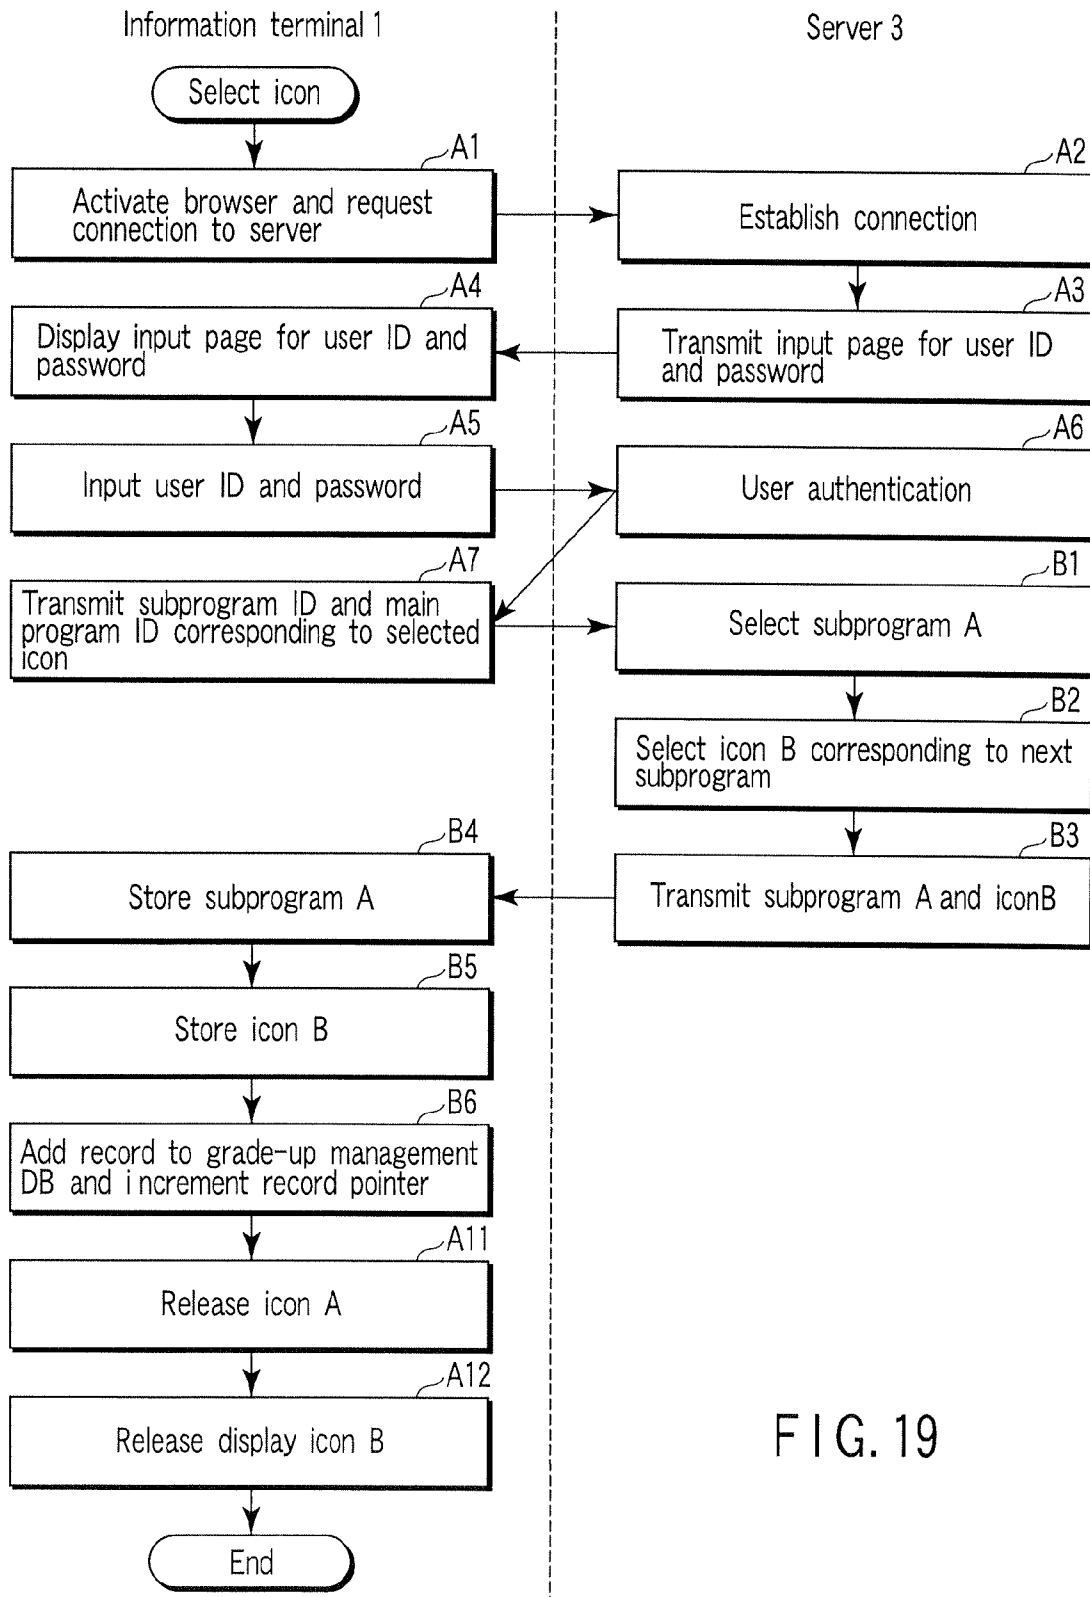 Information terminal 1
Server 3
Select icon
A1
Activate browser and request
connection to server
A2
Establish connection
A4
Display input page for user ID and
password
A3
Transmit input page for user ID
and password
A5
Input user ID and password
A6
User authentication
A7
Transmit subprogram ID and main
program ID corresponding to selected
icon
B1
Select subprogram A
B2
Select icon B corresponding to next
subprogram
B4
Store subprogram A
B3
Transmit subprogram A and iconB
B5
Store icon B
B6
Add record to grade-up management
DB and increment record pointer
A11
Release icon A
A12
Release display icon B
End
FIG. 19